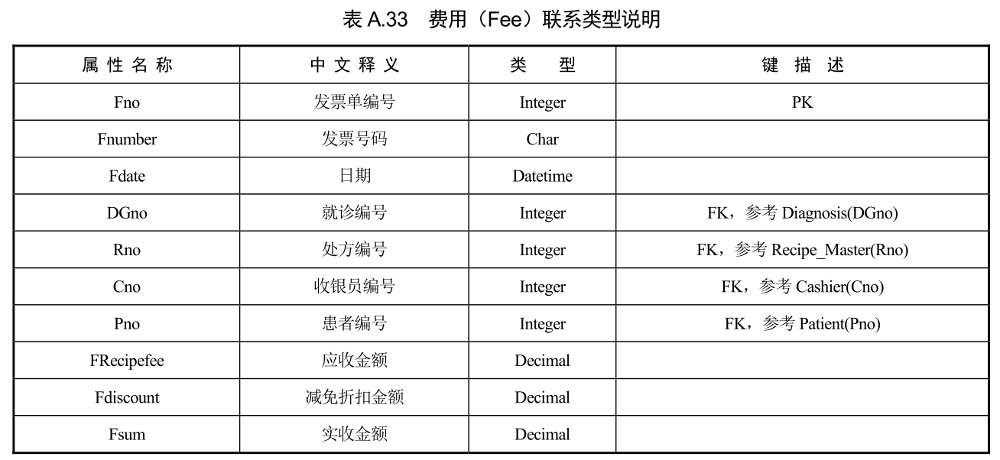 表 A.33 费用（Fee）联系类型说明
属性名称 中文释义 类型 键描述
Fno 发票单编号 Integer PK
Fnumber 发票号码 Char
Fdate 日期 Datetime
DGno 就诊编号 Integer FK，参考 Diagnosis(DGno)
Rno 处方编号 Integer FK，参考 Recipe_Master(Rno)
Cno 收银员编号 Integer FK，参考 Cashier(Cno)
Pno 患者编号 Integer FK，参考 Patient(Pno)
FRecipefee 应收金额 Decimal
Fdiscount 减免折扣金额 Decimal
Fsum 实收金额 Decimal